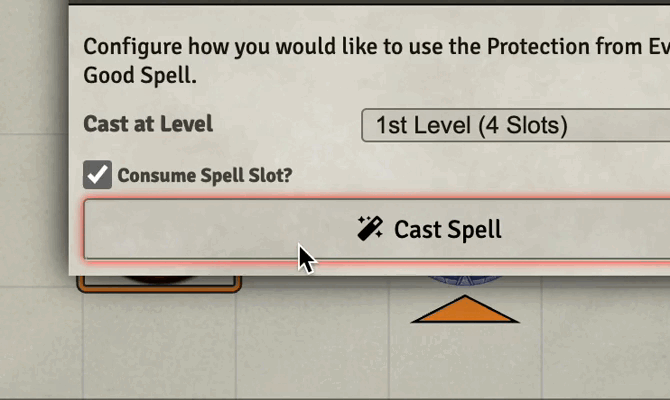 Configure how you would like to use the Protection from Ev
Good Spell.
Cast at Level
1st Level (4 Slots)
Consume Spell Slot?
Cast Spell